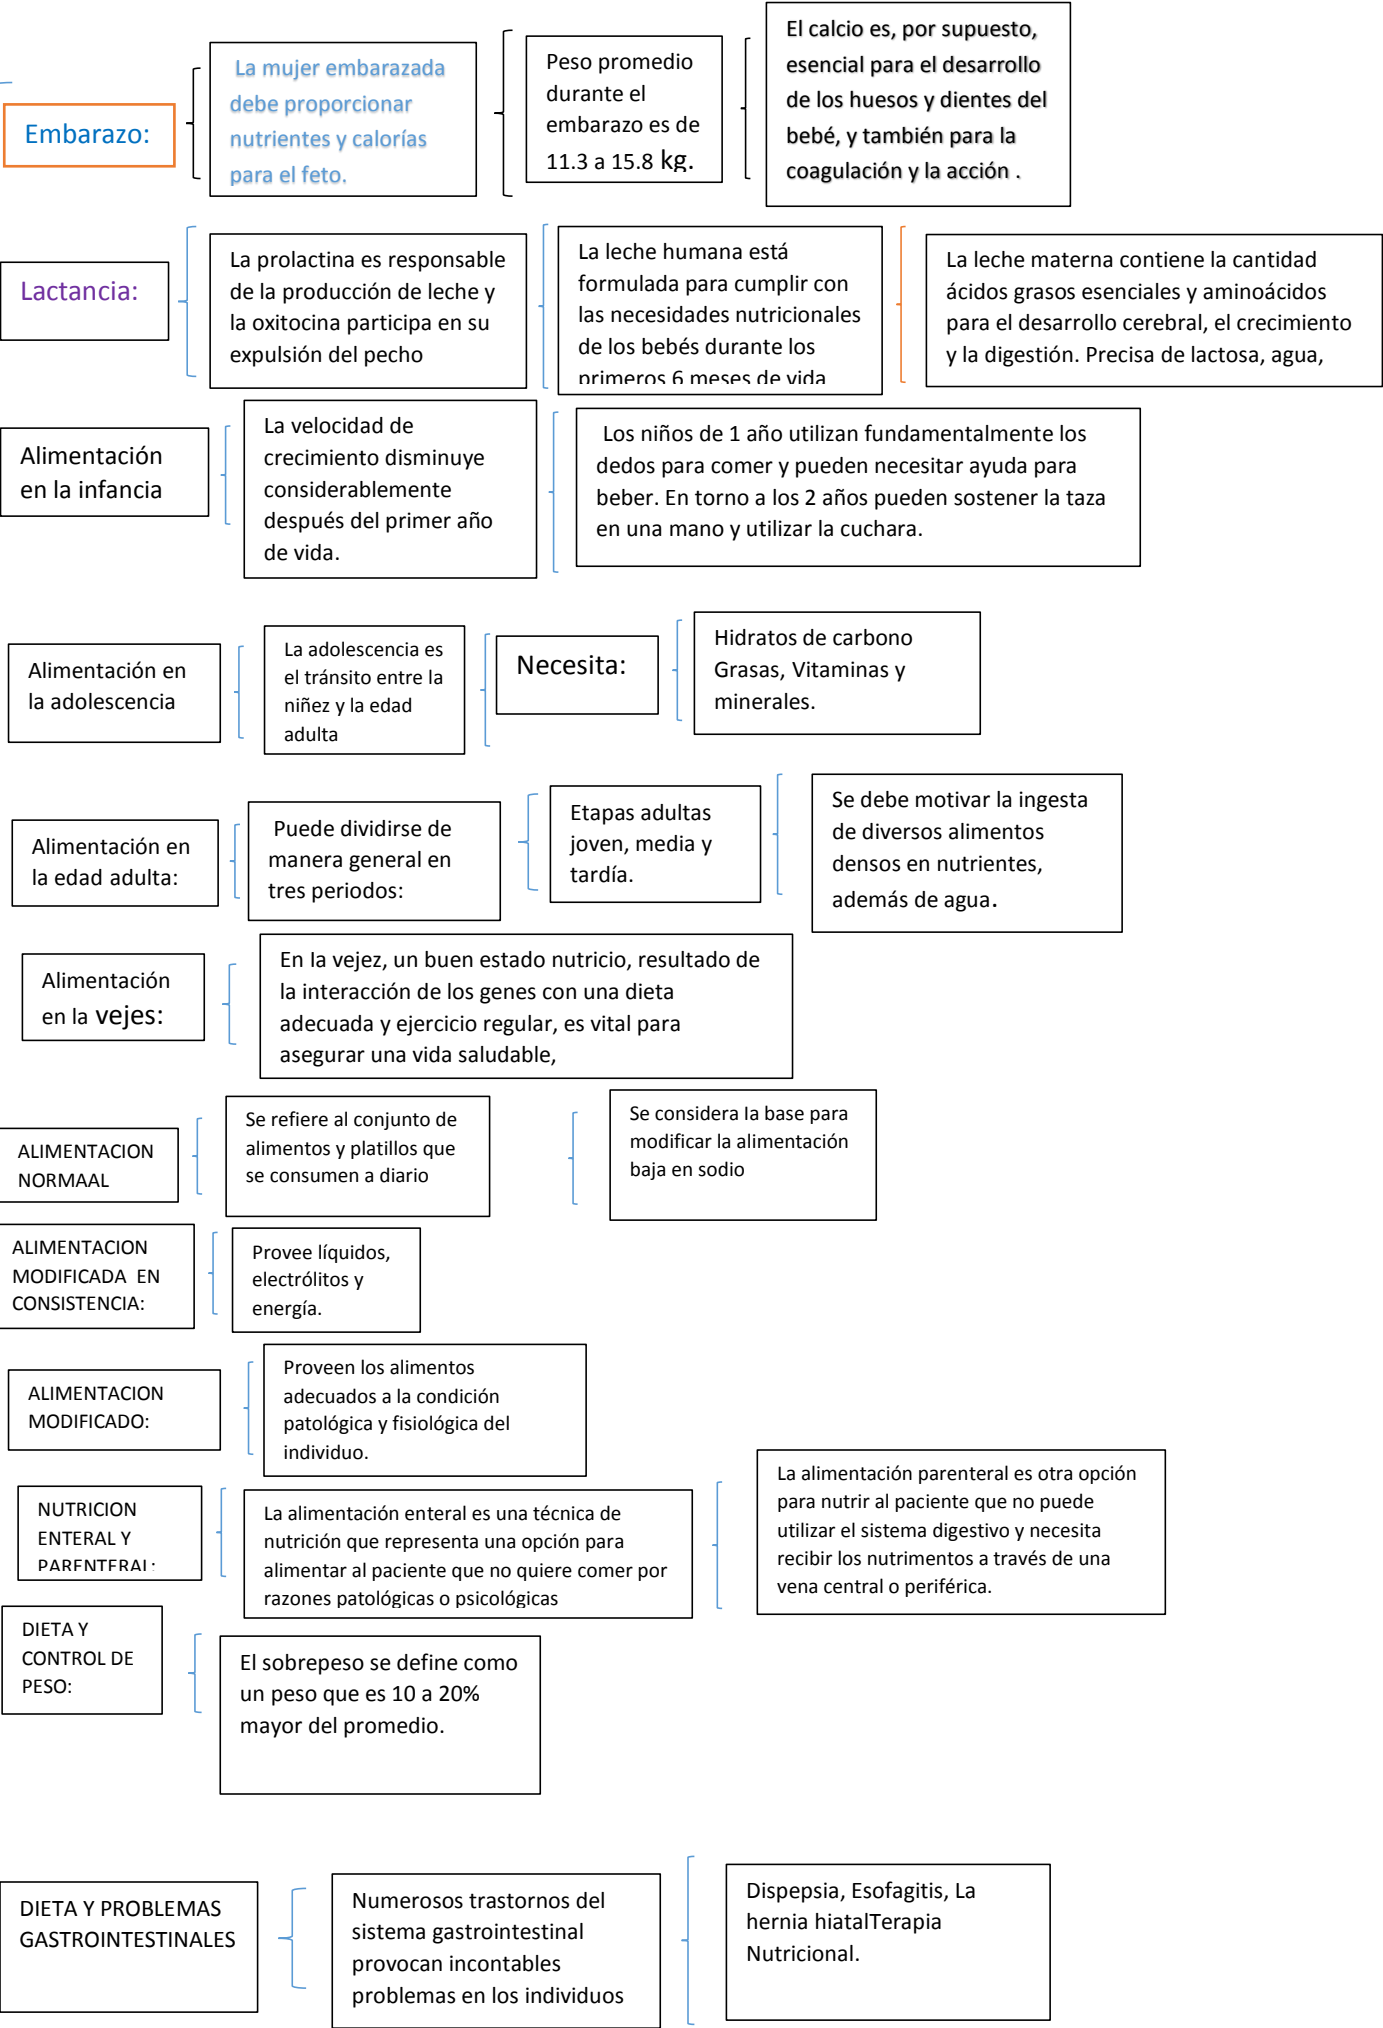 Embarazo:
La mujer embarazada
debe proporcionar
nutrientes y calorías
para el feto.
Peso promedio
durante el
embarazo es de
11.3 a 15.8 kg.
El calcio es, por supuesto,
esencial para el desarrollo
de los huesos y dientes del
bebé, y también para la
coagulación y la acción .
Lactancia:
La prolactina es responsable
de la producción de leche y
la oxitocina participa en su
expulsión del pecho
La leche humana está
formulada para cumplir con
las necesidades nutricionales
de los bebés durante los
primeros 6 meses de vida
La leche materna contiene la cantidad
ácidos grasos esenciales y aminoácidos
para el desarrollo cerebral, el crecimiento
y la digestión. Precisa de lactosa, agua,
Alimentación
en la infancia
La velocidad de
crecimiento disminuye
considerablemente
después del primer año
de vida.
Los niños de 1 año utilizan fundamentalmente los
dedos para comer y pueden necesitar ayuda para
beber. En torno a los 2 años pueden sostener la taza
en una mano y utilizar la cuchara.
Alimentación en
la adolescencia
La adolescencia es
el tránsito entre la
niñez y la edad
adulta
Necesita:
Hidratos de carbono
Grasas, Vitaminas y
minerales.
Alimentación en
la edad adulta:
Puede dividirse de
manera general en
tres periodos:
Etapas adultas
joven, media y
tardía.
Se debe motivar la ingesta
de diversos alimentos
densos en nutrientes,
además de agua.
Alimentación
en la vejes:
En la vejez, un buen estado nutricio, resultado de
la interacción de los genes con una dieta
adecuada y ejercicio regular, es vital para
asegurar una vida saludable,
ALIMENTACION
NORMAAL
Se refiere al conjunto de
alimentos y platillos que
se consumen a diario
Se considera la base para
modificar la alimentación
baja en sodio
ALIMENTACION
MODIFICADA EN
CONSISTENCIA:
Provee líquidos,
electrólitos y
energía.
ALIMENTACION
MODIFICADO:
Proveen los alimentos
adecuados a la condición
patológica y fisiológica del
individuo.
NUTRICION
ENTERAL Y
PARENTERAL:
La alimentación enteral es una técnica de
nutrición que representa una opción para
alimentar al paciente que no quiere comer por
razones patológicas o psicológicas
La alimentación parenteral es otra opción
para nutrir al paciente que no puede
utilizar el sistema digestivo y necesita
recibir los nutrimentos a través de una
vena central o periférica.
DIETA Y
CONTROL DE
PESO:
El sobrepeso se define como
un peso que es 10 a 20%
mayor del promedio.
DIETA Y PROBLEMAS
GASTROINTESTINALES
Numerosos trastornos del
sistema gastrointestinal
provocan incontables
problemas en los individuos
Dispepsia, Esofagitis, La
hernia hiatalTerapia
Nutricional.